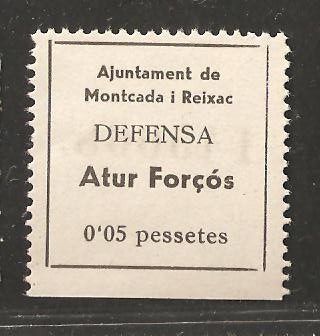 Ajuntament de
Montcada i Reixac
DEFENSA
Atur Forçós
0'05 pessetes